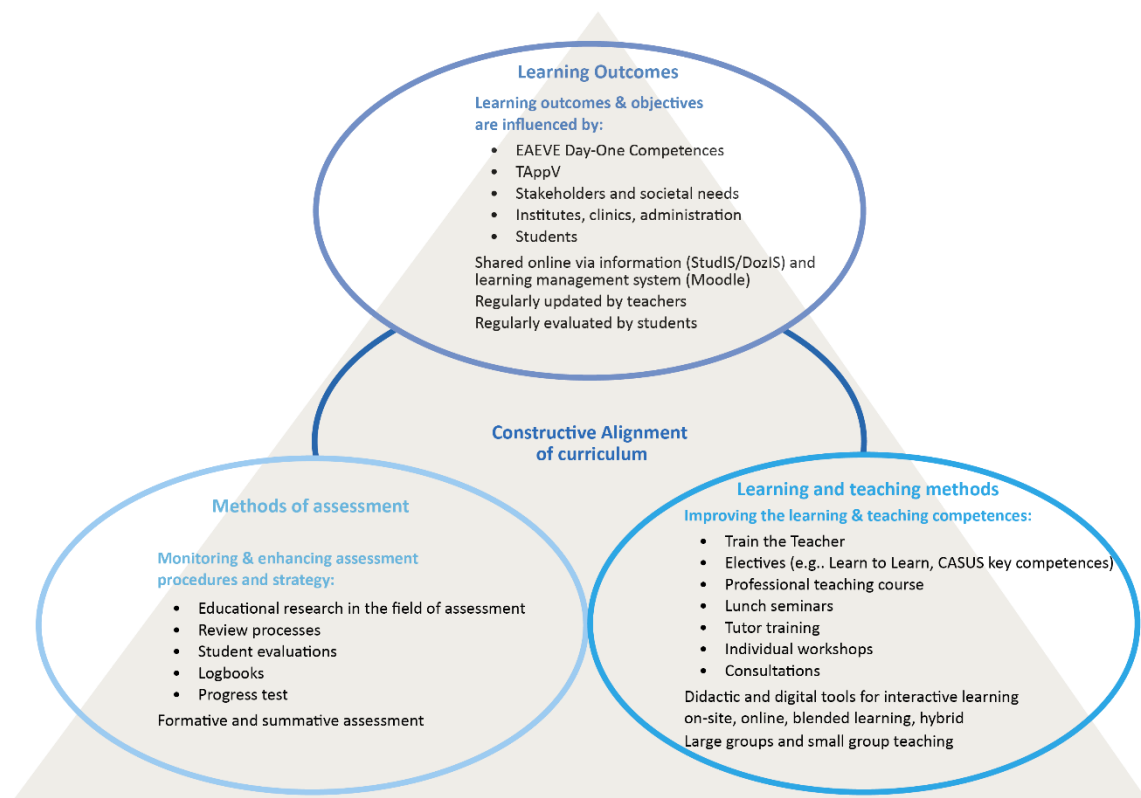 Learning Outcomes
Learning outcomes & objectives
are influenced by:
• EAEVE Day-One Competences
• TAppV
• Stakeholders and societal needs
• Institutes, clinics, administration
• Students
Shared online via information (StudIS/DozIS) and
learning management system (Moodle)
Regularly updated by teachers
Regularly evaluated by students
Constructive Alignment
of curriculum
Methods of assessment
Monitoring & enhancing assessment
procedures and strategy:
• Educational research in the field of assessment
• Review processes
• Student evaluations
• Logbooks
• Progress test
Formative and summative assessment
Learning and teaching methods
Improving the learning & teaching competences:
• Train the Teacher
• Electives (e.g.. Learn to Learn, CASUS key competences)
• Professional teaching course
• Lunch seminars
• Tutor training
• Individual workshops
• Consultations
Didactic and digital tools for interactive learning
on-site, online, blended learning, hybrid
Large groups and small group teaching